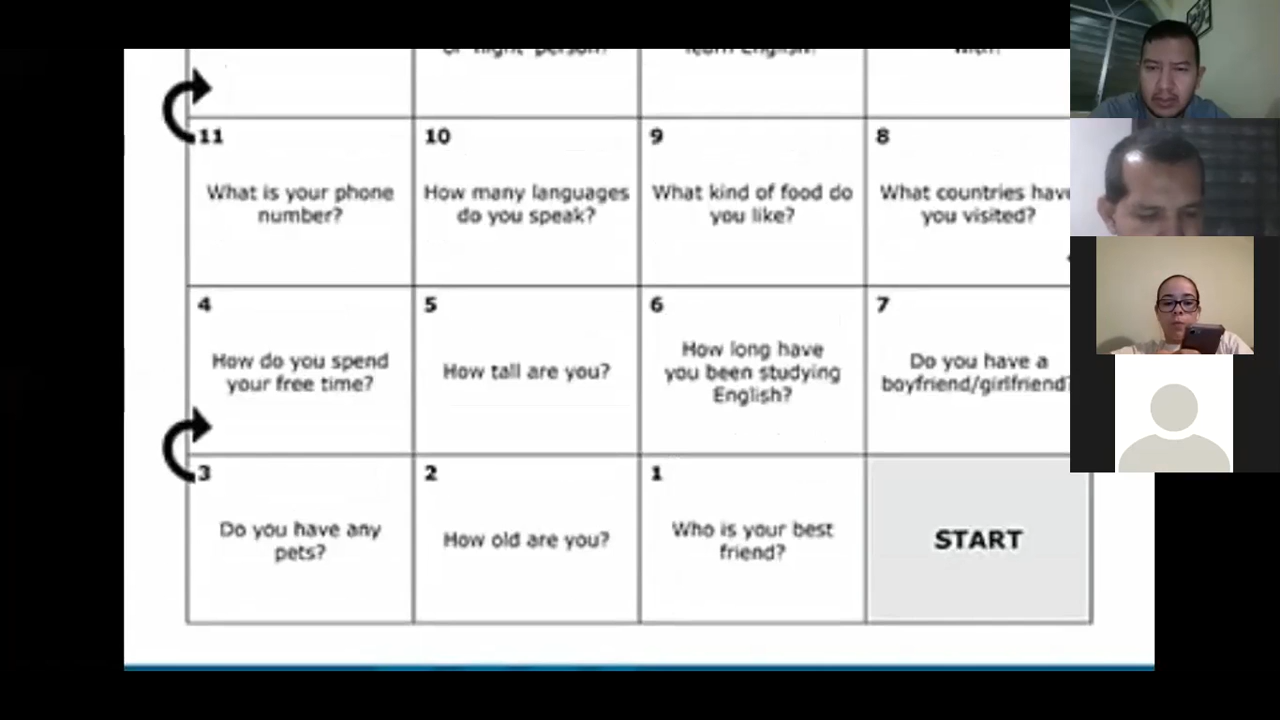 11
What is your phone
number?
10
How many languages
do you speak?
9
What kind of food do
you like?
8
What countries have
you visited?
4
How do you spend
your free time?
5
How tall are you?
6
How long have
you been studying
English?
7
Do you have a
boyfriend/girlfriend?
3
Do you have any
pets?
2
How old are you?
1
Who is your best
friend?
START